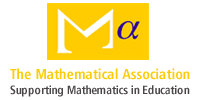 Mα
The Mathematical Association
Supporting Mathematics in Education